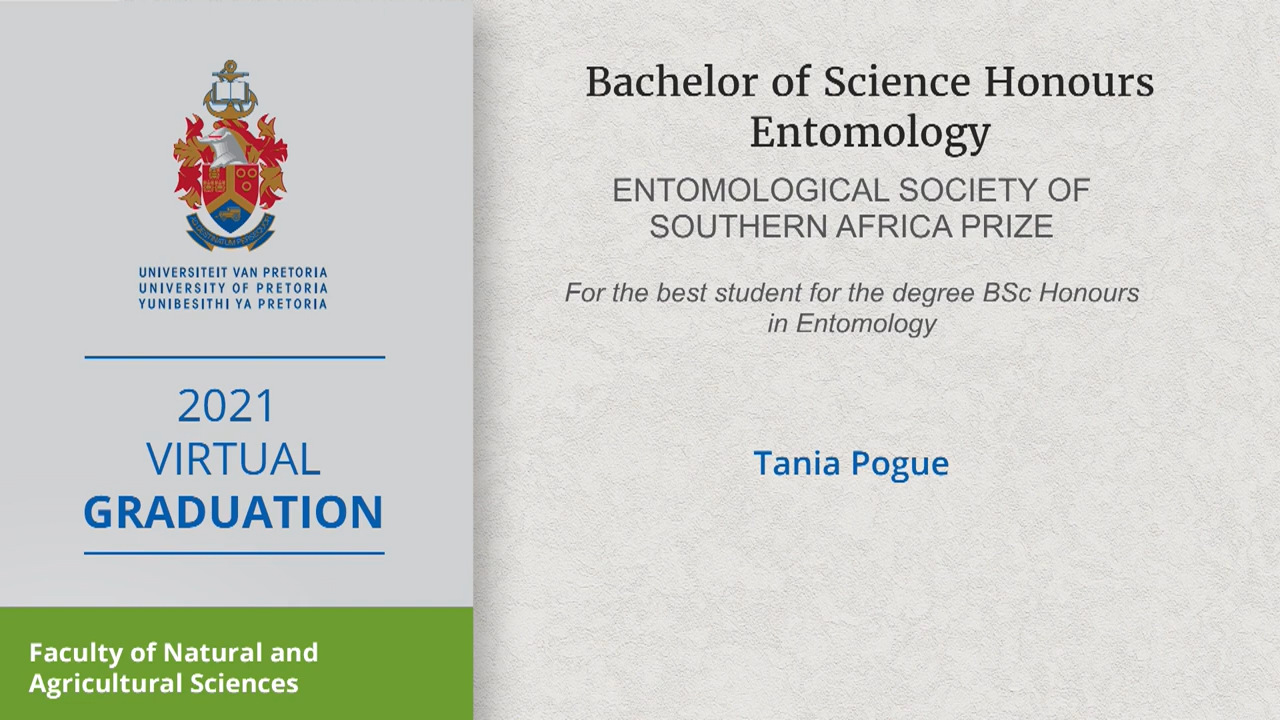 UNIVERSITEIT VAN PRETORIA
UNIVERSITY OF PRETORIA
YUNIBESITHI YA PRETORIA
2021
VIRTUAL
GRADUATION
Faculty of Natural and
Agricultural Sciences
Bachelor of Science Honours
Entomology
ENTOMOLOGICAL SOCIETY OF
SOUTHERN AFRICA PRIZE
For the best student for the degree BSc Honours
in Entomology
Tania Pogue